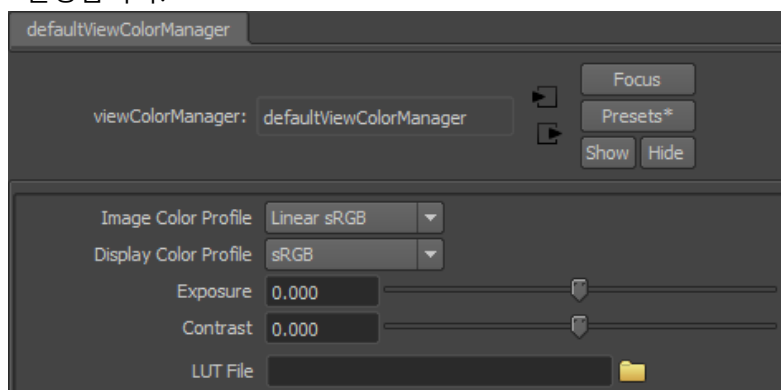 defaultViewColorManager
viewColorManager: defaultViewColorManager
Focus
Presets*
Show Hide
Image Color Profile Linear sRGB
Display Color Profile sRGB
Exposure 0.000
Contrast 0.000
LUT File